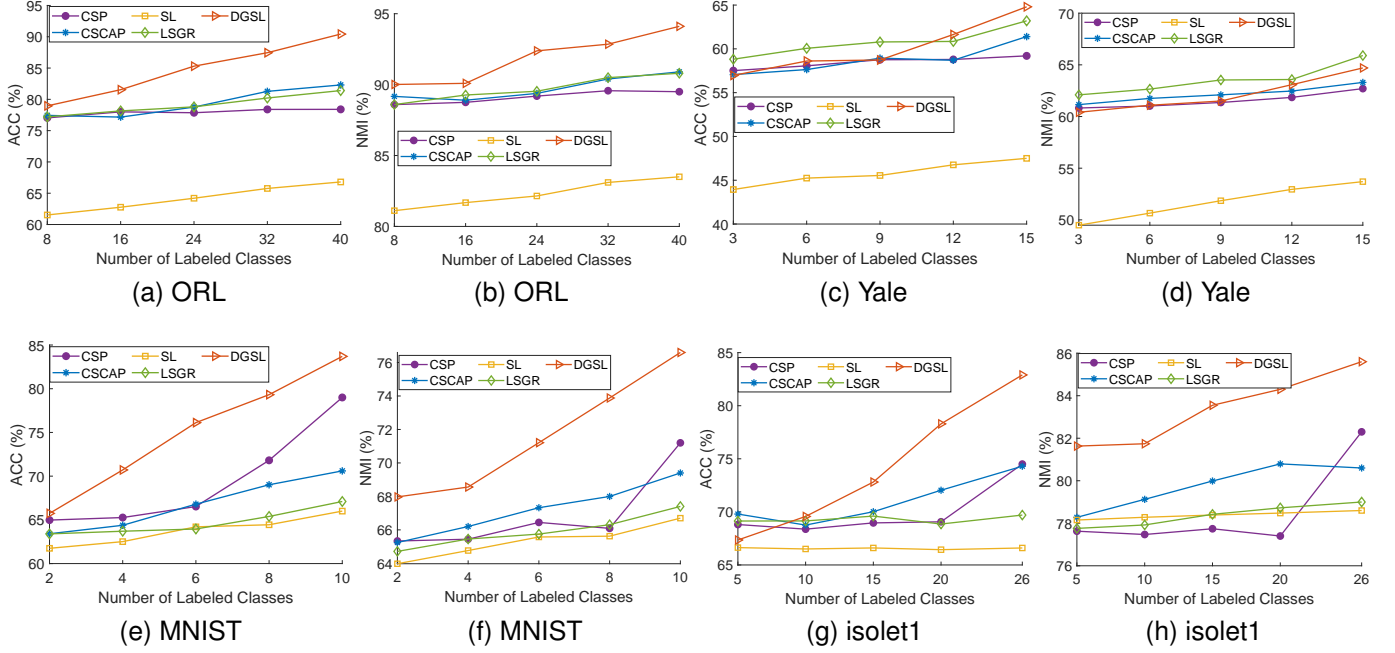 CSP SL DGSL
CSCAP LSGR
ACC (%)
95
90
85
80
75
70
65
60
8 16 24 32 40
Number of Labeled Classes
(a) ORL
CSP SL DGSL
CSCAP LSGR
NMI (%)
95
90
85
80
8 16 24 32 40
Number of Labeled Classes
(b) ORL
CSP SL DGSL
CSCAP LSGR
ACC (%)
65
60
55
50
45
40
3 6 9 12 15
Number of Labeled Classes
(c) Yale
CSP SL DGSL
CSCAP LSGR
NMI (%)
70
65
60
55
50
3 6 9 12 15
Number of Labeled Classes
(d) Yale
CSP SL DGSL
CSCAP LSGR
ACC (%)
85
80
75
70
65
60
2 4 6 8 10
Number of Labeled Classes
(e) MNIST
CSP SL DGSL
CSCAP LSGR
NMI (%)
76
74
72
70
68
66
64
2 4 6 8 10
Number of Labeled Classes
(f) MNIST
CSP SL DGSL
CSCAP LSGR
ACC (%)
85
80
75
70
65
5 10 15 20 26
Number of Labeled Classes
(g) isolet1
CSP SL DGSL
CSCAP LSGR
NMI (%)
86
84
82
80
78
76
5 10 15 20 26
Number of Labeled Classes
(h) isolet1